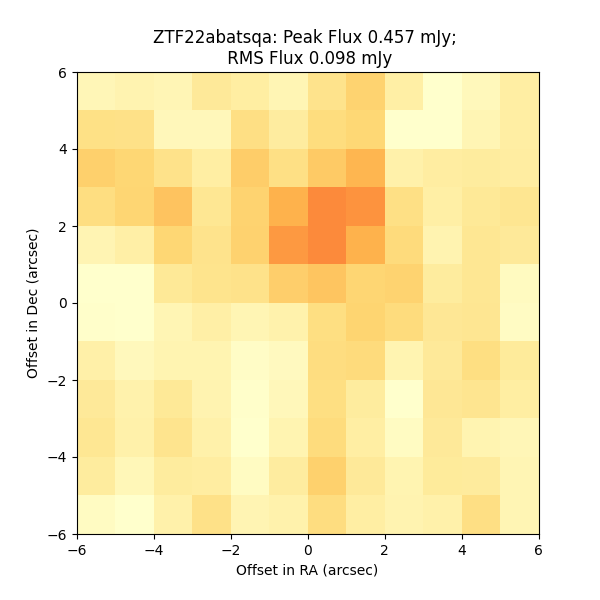 ZTF22abatsqa: Peak Flux 0.457 mJy;
RMS Flux 0.098 mJy
6
4
2
0
−2
−4
−6
Offset in Dec (arcsec)
−6 −4 −2 0 2 4 6
Offset in RA (arcsec)